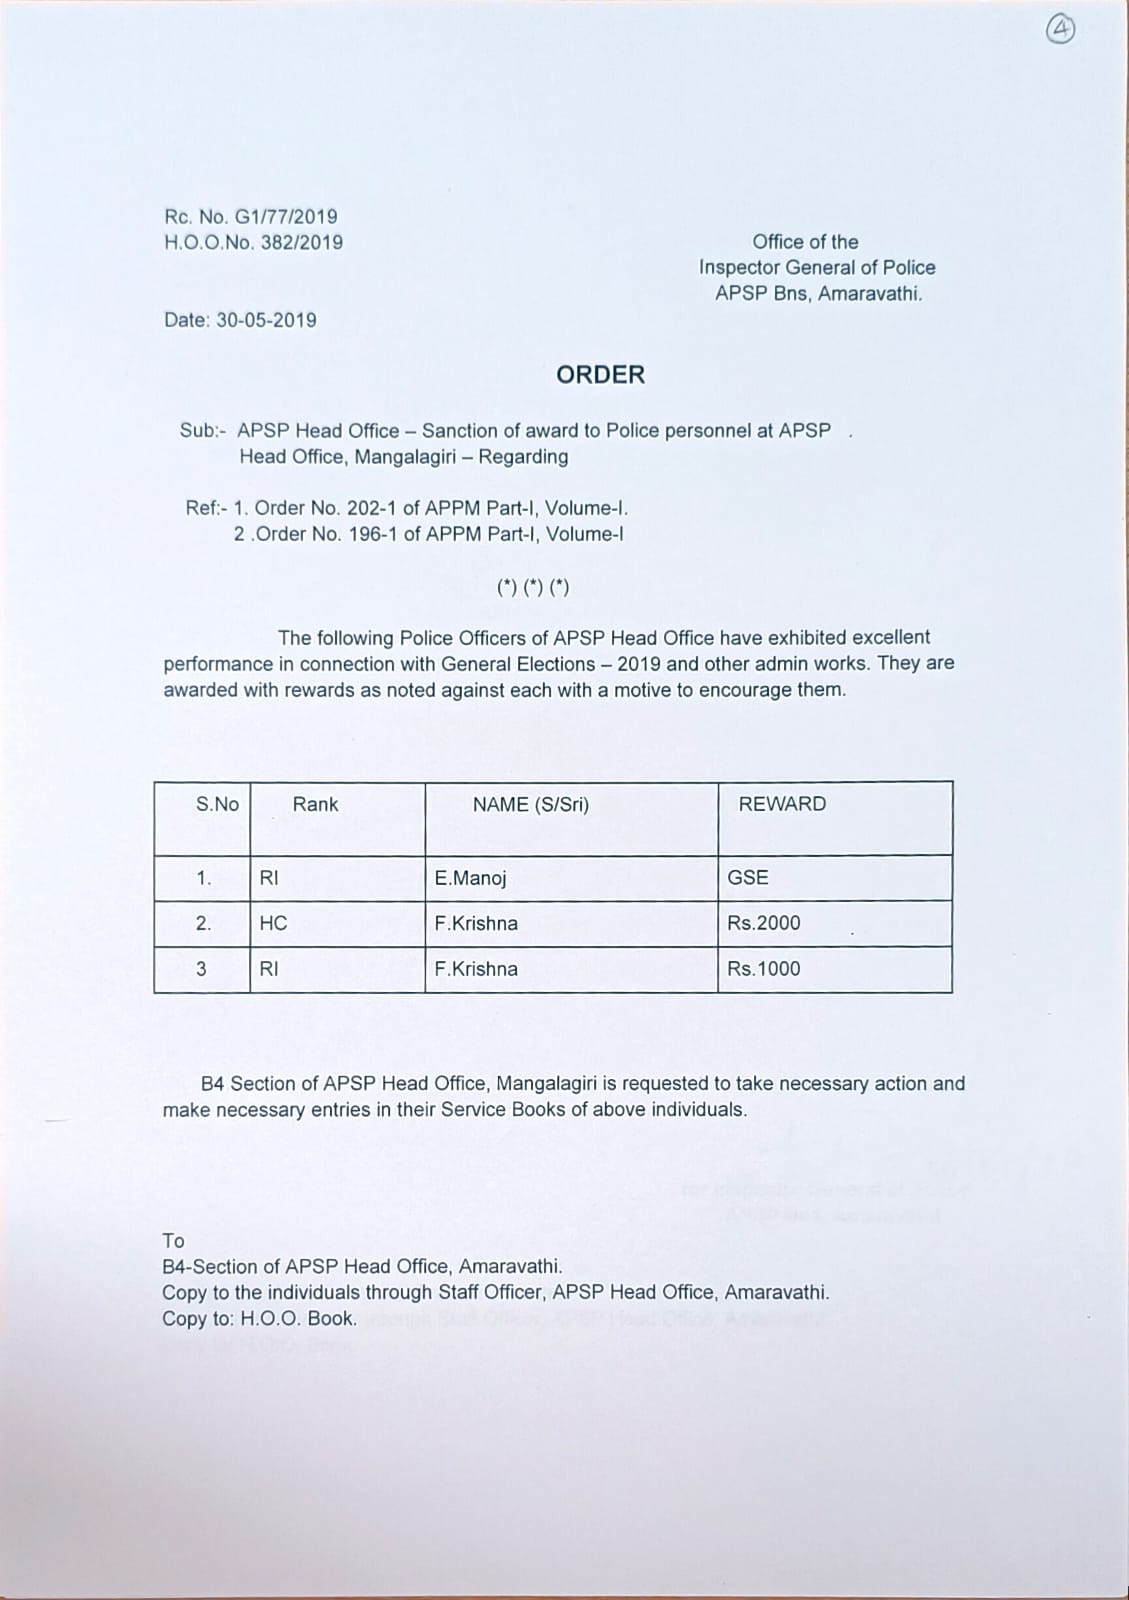 4
Rc. No. G1/77/2019
H.O.O.No. 382/2019
Office of the
Inspector General of Police
APSP Bns, Amaravathi.
Date: 30-05-2019
ORDER
Sub:- APSP Head Office – Sanction of award to Police personnel at APSP .
Head Office, Mangalagiri – Regarding
Ref:- 1. Order No. 202-1 of APPM Part-I, Volume-I.
2 .Order No. 196-1 of APPM Part-I, Volume-I
(*) (*) (*)
The following Police Officers of APSP Head Office have exhibited excellent
performance in connection with General Elections – 2019 and other admin works. They are
awarded with rewards as noted against each with a motive to encourage them.
S.No Rank NAME (S/Sri) REWARD
1. RI E.Manoj GSE
2. HC F.Krishna Rs.2000
3 RI F.Krishna Rs.1000
B4 Section of APSP Head Office, Mangalagiri is requested to take necessary action and
make necessary entries in their Service Books of above individuals.
To
B4-Section of APSP Head Office, Amaravathi.
Copy to the individuals through Staff Officer, APSP Head Office, Amaravathi.
Copy to: H.O.O. Book.